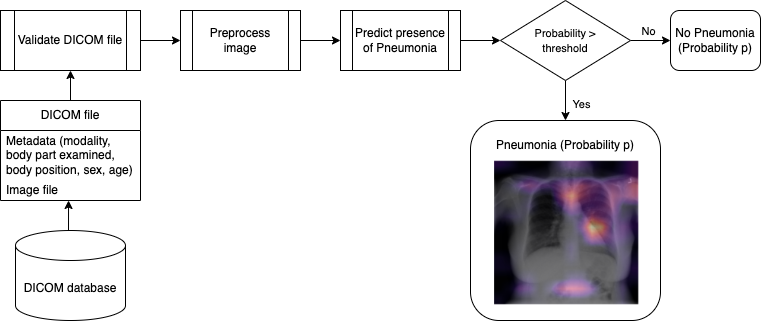 Validate DICOM file
Preprocess
image
Predict presence
of Pneumonia
Probability >
threshold
No
No Pneumonia
(Probability p)
Yes
DICOM file
Metadata (modality,
body part examined,
body position, sex, age)
Image file
DICOM database
Pneumonia (Probability p)